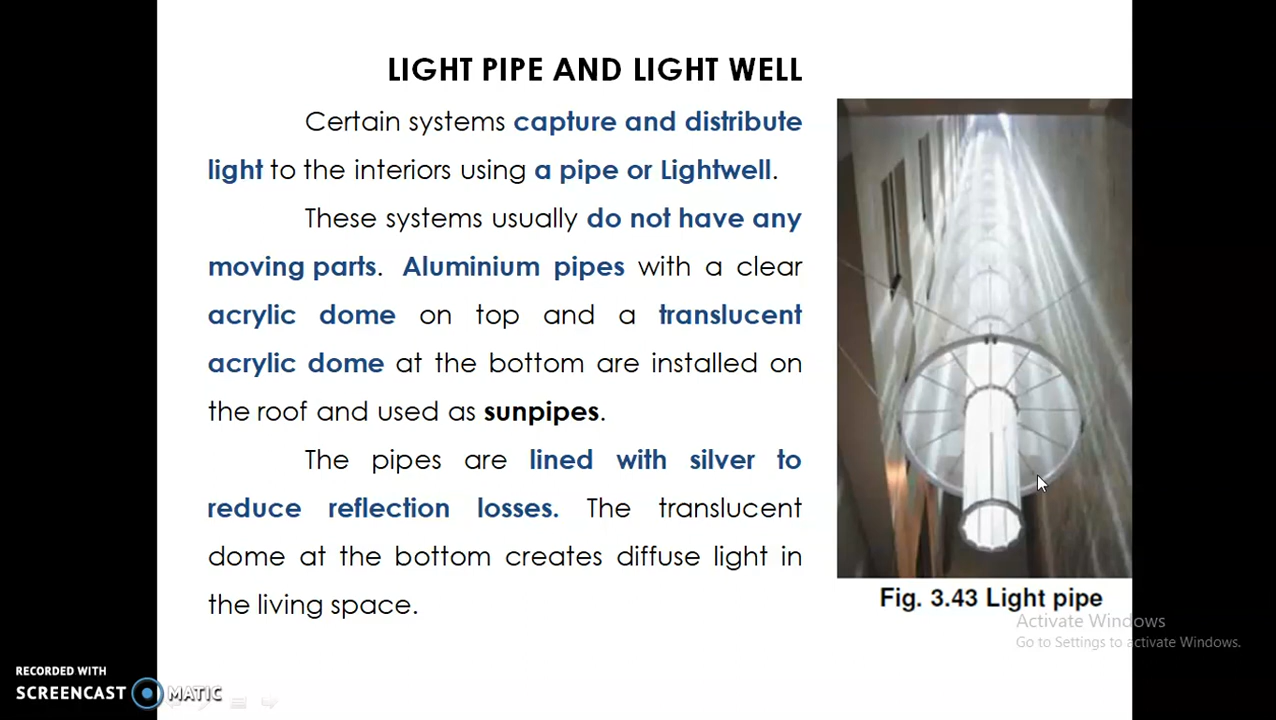 LIGHT PIPE AND LIGHT WELL
Certain systems capture and distribute
light to the interiors using a pipe or Lightwell.
These systems usually do not have any
moving parts. Aluminium pipes with a clear
acrylic dome on top and a translucent
acrylic dome at the bottom are installed on
the roof and used as sunpipes.
The pipes are lined with silver to
reduce reflection losses. The translucent
dome at the bottom creates diffuse light in
the living space.
Fig. 3.43 Light pipe
Activate Windows
Go to Settings to activate Windows.
RECORDED WITH
SCREENCAST MATIC